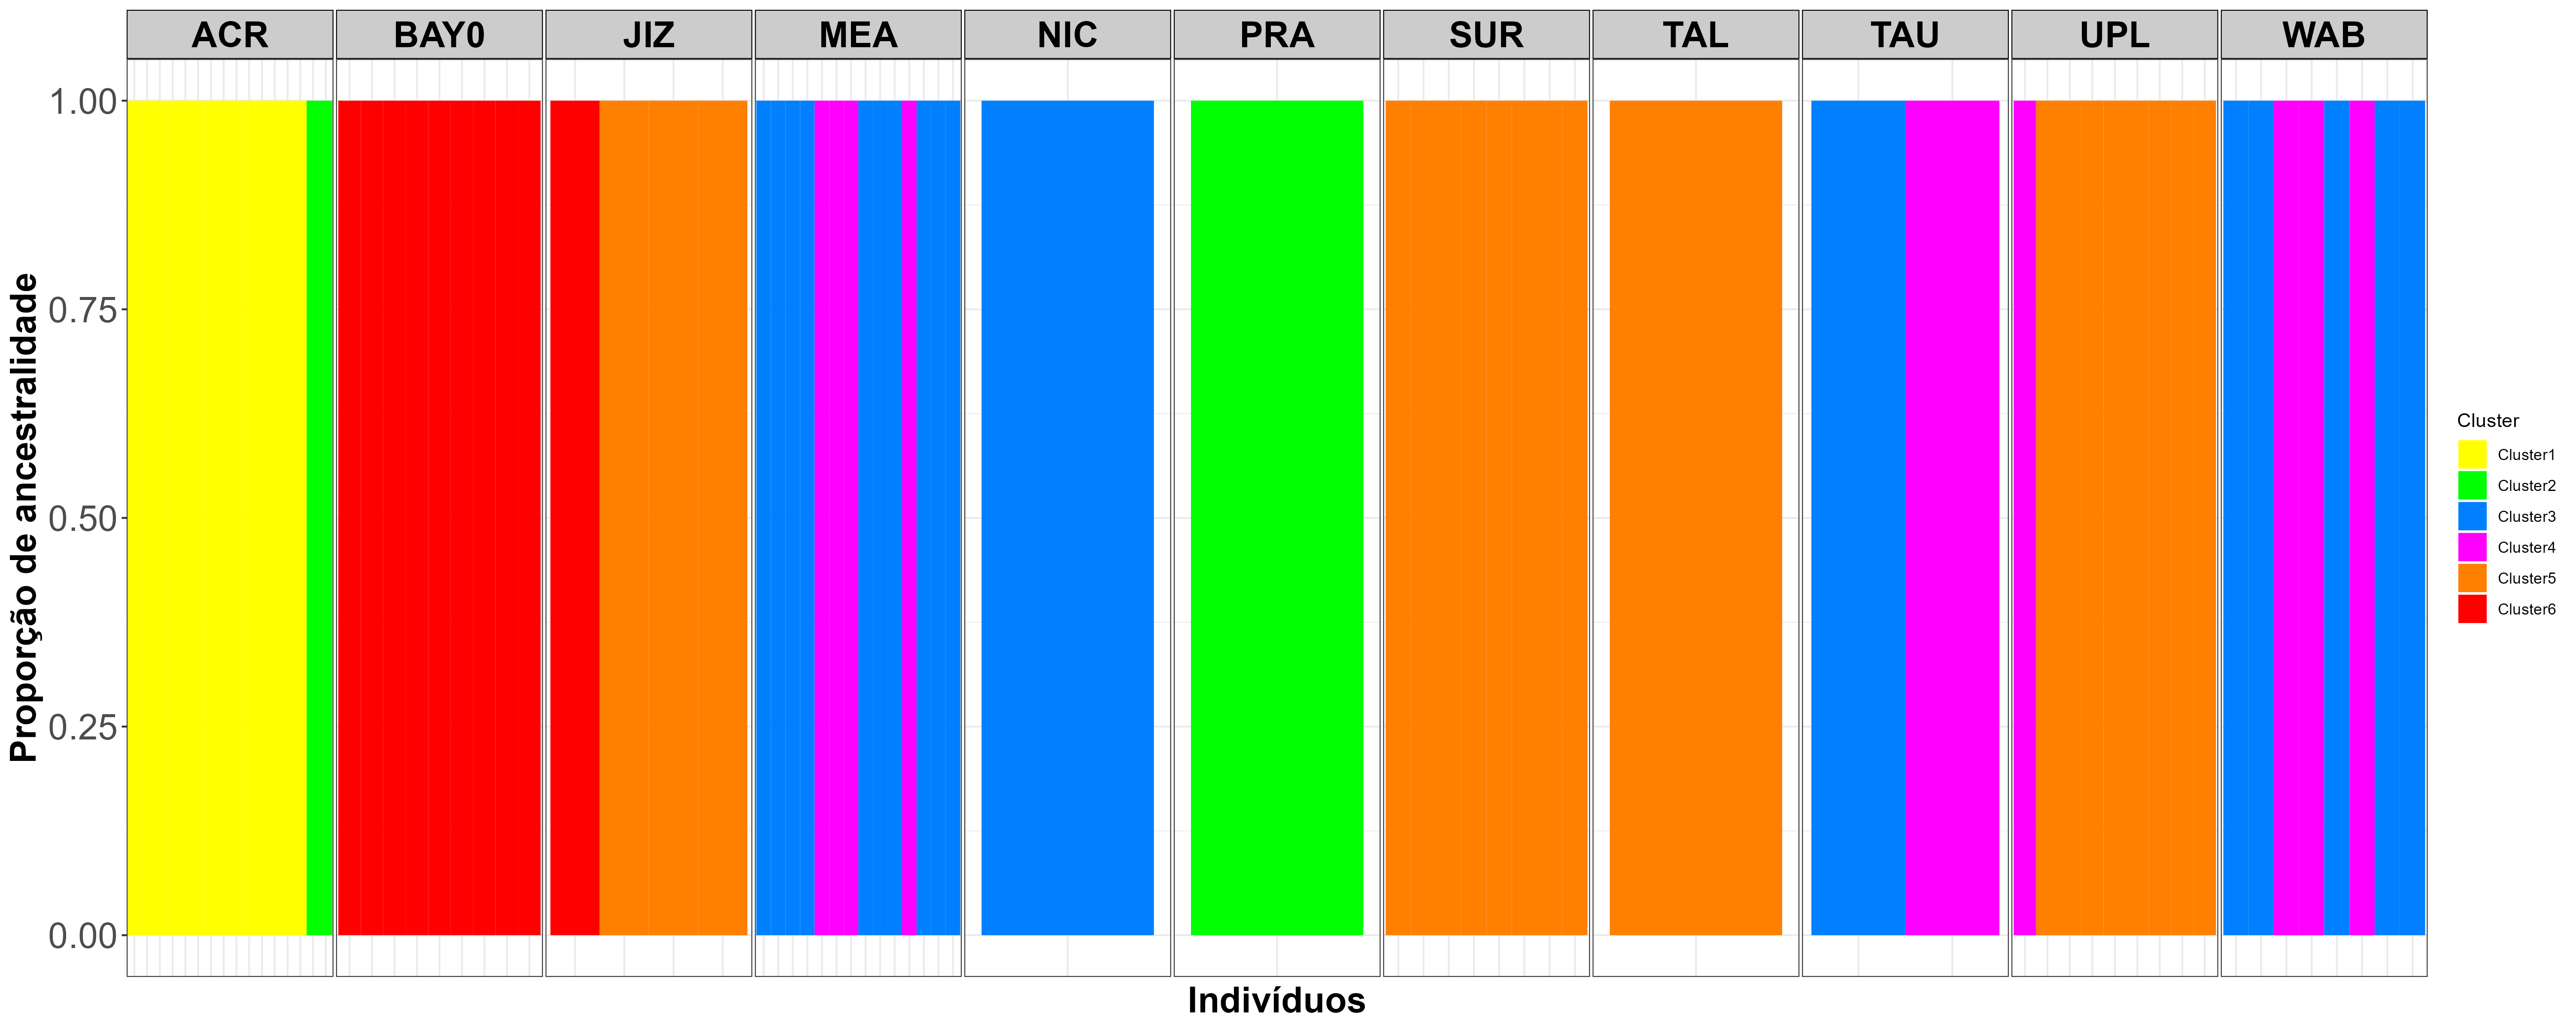 ACR BAY0 JIZ MEA NIC PRA SUR TAL TAU UPL WAB
1.00
0.75
0.50
0.25
0.00
Proporção de ancestralidade
Indivíduos
Cluster
Cluster1
Cluster2
Cluster3
Cluster4
Cluster5
Cluster6